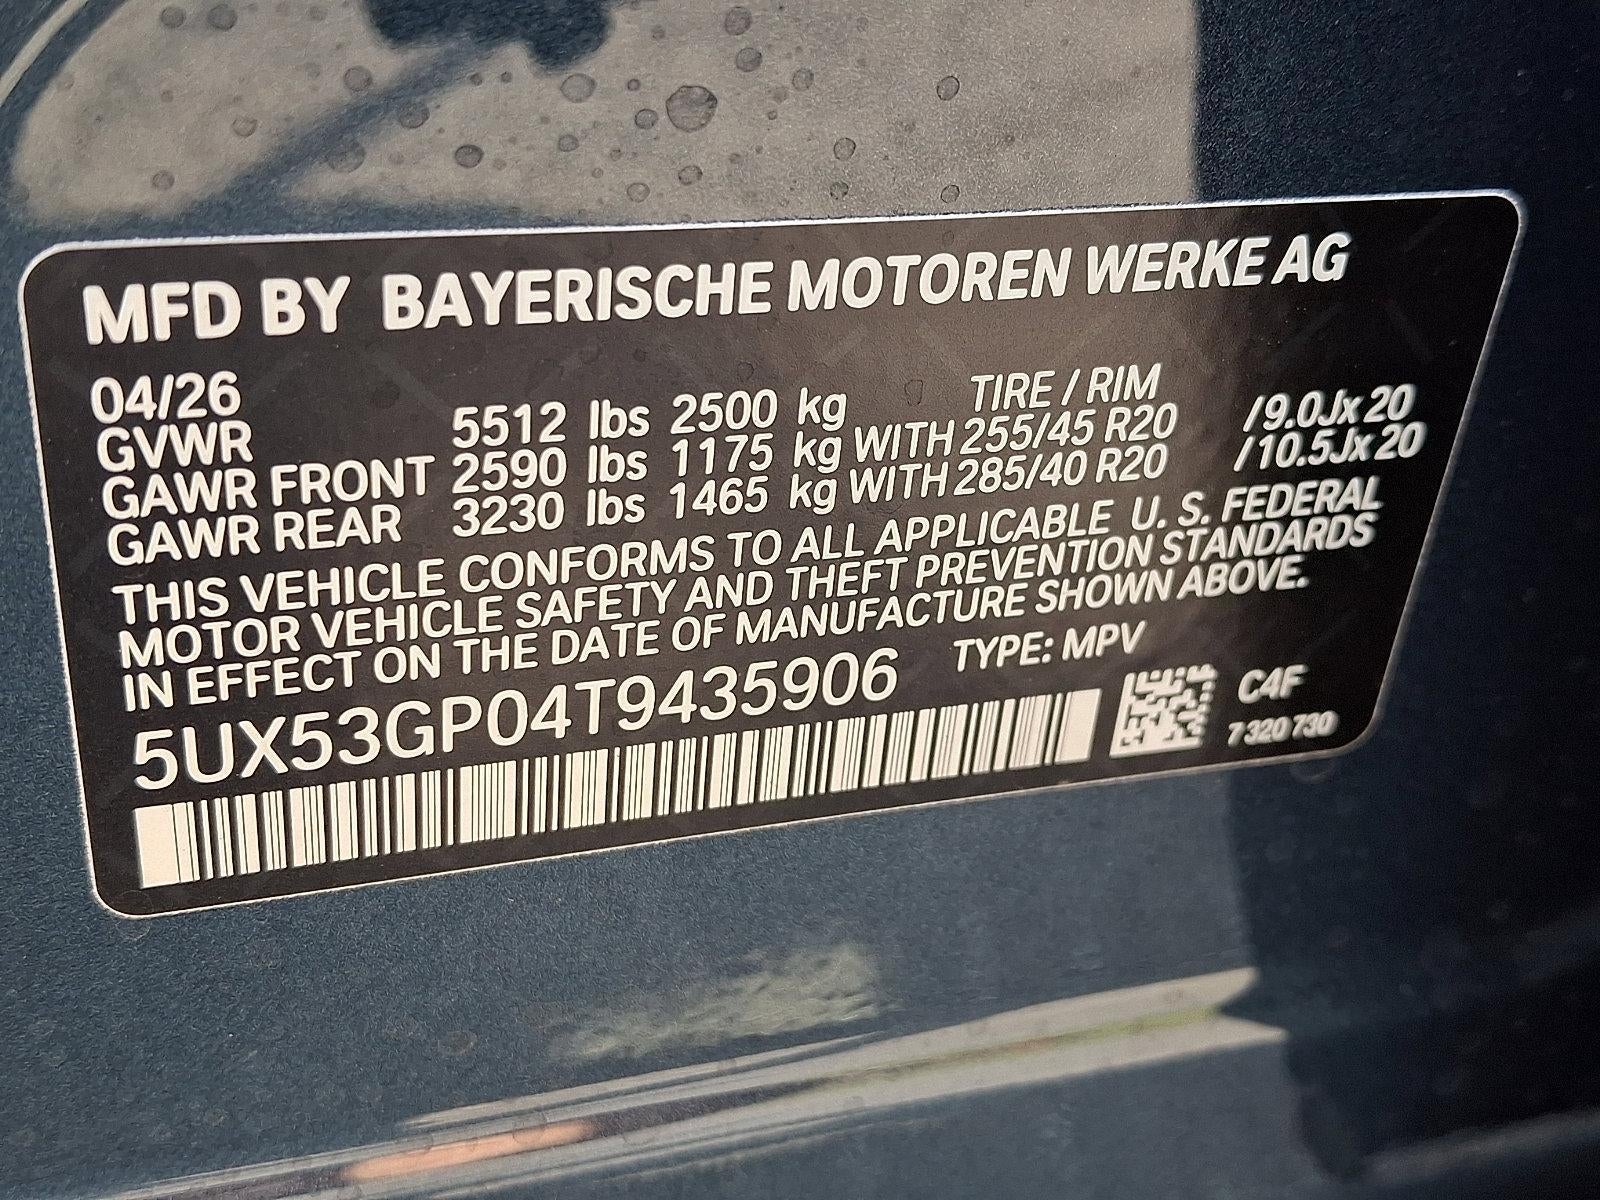 MFD BY BAYERISCHE MOTOREN WERKE AG
04/26 TIRE / RIM
GVWR 5512 lbs 2500 kg
GAWR FRONT 2590 lbs 1175 kg WITH 255/45 R20 /9.0Jx20
GAWR REAR 3230 lbs 1465 kg WITH 285/40 R20 /10.5Jx20
THIS VEHICLE CONFORMS TO ALL APPLICABLE U. S. FEDERAL
MOTOR VEHICLE SAFETY AND THEFT PREVENTION STANDARDS
IN EFFECT ON THE DATE OF MANUFACTURE SHOWN ABOVE.
5UX53GP04T9435906 TYPE: MPV
C4F
7 320 730